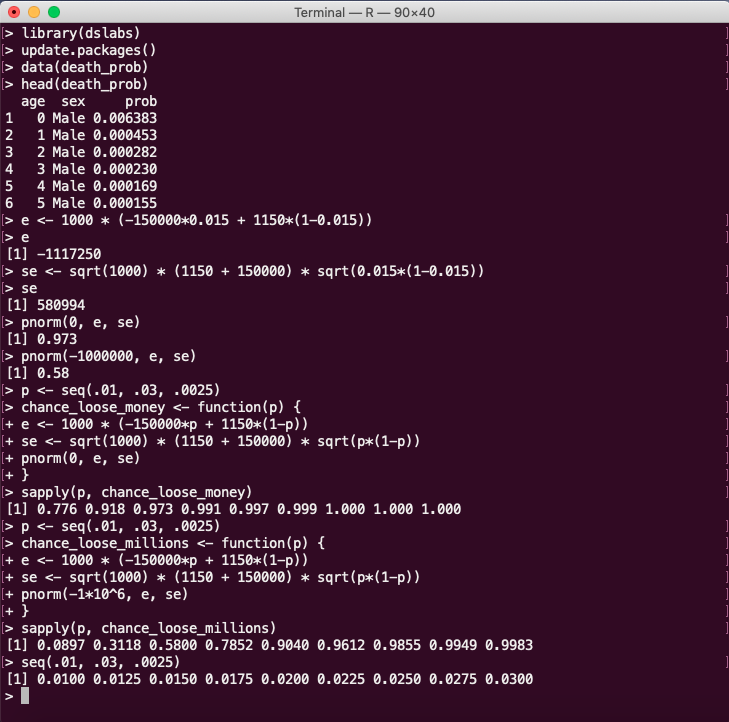 Terminal — R — 90×40
> library(dslabs)
> update.packages()
> data(death_prob)
> head(death_prob)
  age  sex     prob
1   0 Male 0.006383
2   1 Male 0.000453
3   2 Male 0.000282
4   3 Male 0.000230
5   4 Male 0.000169
6   5 Male 0.000155
> e <- 1000 * (-150000*0.015 + 1150*(1-0.015))
> e
[1] -1117250
> se <- sqrt(1000) * (1150 + 150000) * sqrt(0.015*(1-0.015))
> se
[1] 580994
> pnorm(0, e, se)
[1] 0.973
> pnorm(-1000000, e, se)
[1] 0.58
> p <- seq(.01, .03, .0025)
> chance_loose_money <- function(p) {
+ e <- 1000 * (-150000*p + 1150*(1-p))
+ se <- sqrt(1000) * (1150 + 150000) * sqrt(p*(1-p))
+ pnorm(0, e, se)
+ }
> sapply(p, chance_loose_money)
[1] 0.776 0.918 0.973 0.991 0.997 0.999 1.000 1.000 1.000
> p <- seq(.01, .03, .0025)
> chance_loose_millions <- function(p) {
+ e <- 1000 * (-150000*p + 1150*(1-p))
+ se <- sqrt(1000) * (1150 + 150000) * sqrt(p*(1-p))
+ pnorm(-1*10^6, e, se)
+ }
> sapply(p, chance_loose_millions)
[1] 0.0897 0.3118 0.5800 0.7852 0.9040 0.9612 0.9855 0.9949 0.9983
> seq(.01, .03, .0025)
[1] 0.0100 0.0125 0.0150 0.0175 0.0200 0.0225 0.0250 0.0275 0.0300
>